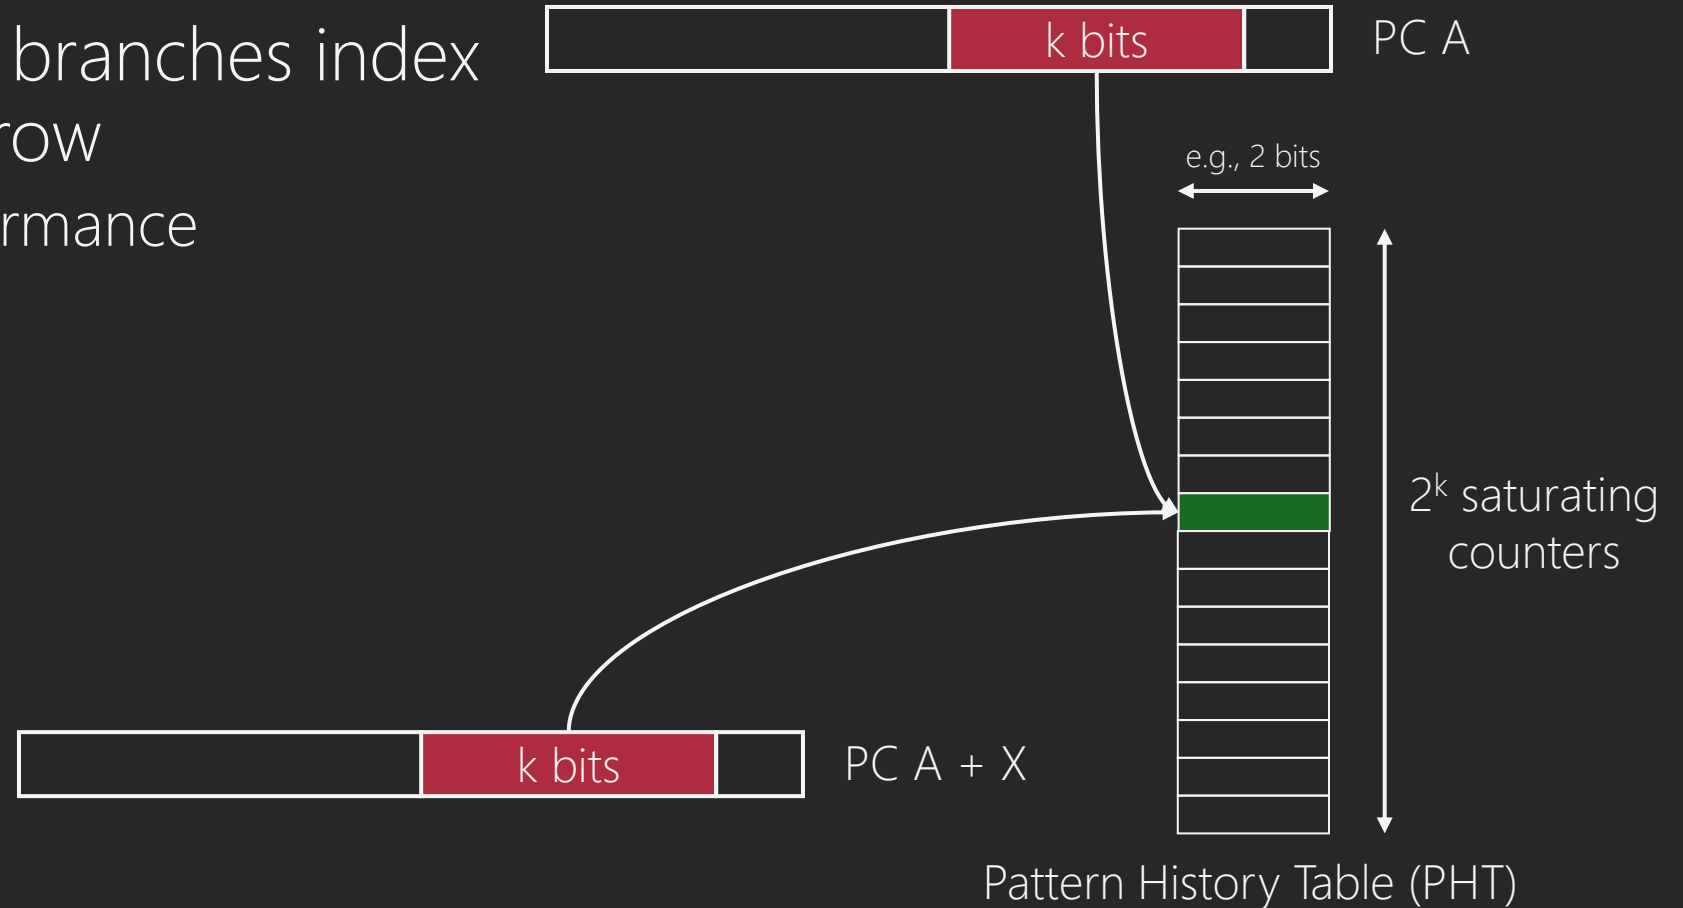 branches index
row
rmance
k bits
PC A
e.g., 2 bits
2ᵏ saturating
counters
k bits
PC A + X
Pattern History Table (PHT)